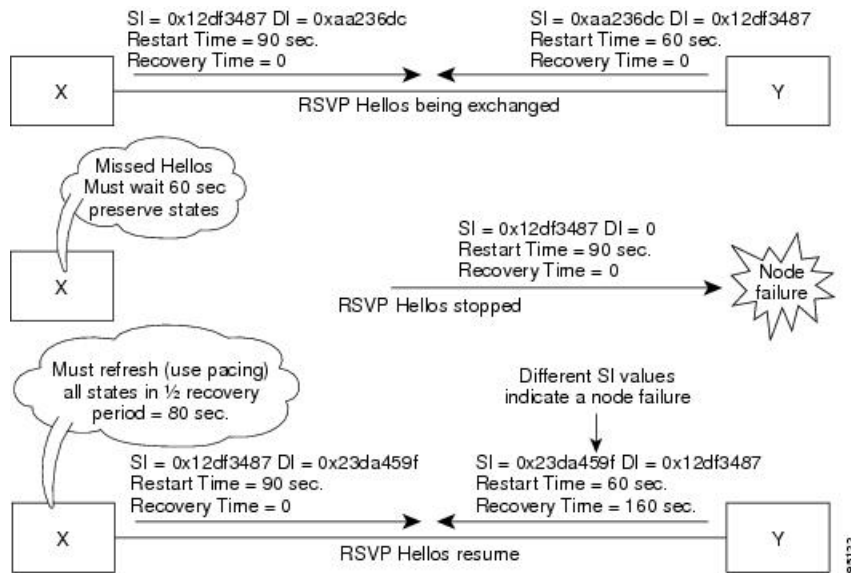 SI = 0x12df3487 DI = 0xaa236dc
Restart Time = 90 sec.
Recovery Time = 0
SI = 0xaa236dc DI = 0x12df3487
Restart Time = 60 sec.
Recovery Time = 0
X
Y
RSVP Hellos being exchanged
Missed Hellos
Must wait 60 sec
preserve states
X
SI = 0x12df3487 DI = 0
Restart Time = 90 sec.
Recovery Time = 0
RSVP Hellos stopped
Node
failure
Must refresh (use pacing)
all states in ½ recovery
period = 80 sec.
Different SI values
indicate a node failure
SI = 0x12df3487 DI = 0x23da459f
Restart Time = 90 sec.
Recovery Time = 0
SI = 0x23da459f DI = 0x12df3487
Restart Time = 60 sec.
Recovery Time = 160 sec.
X
Y
RSVP Hellos resume